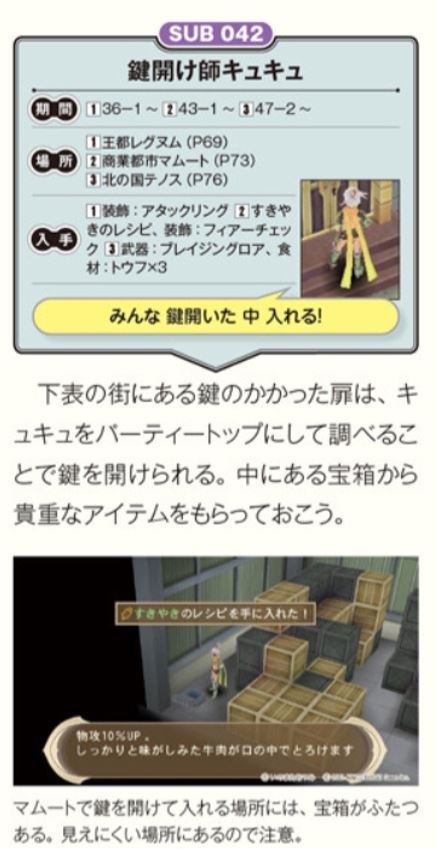 SUB 042
鍵開け師キュキュ
期間 1 36−1～ 2 43−1～ 3 47−2～
場所 1 王都レグヌム（P69）
2 商業都市マムート（P73）
3 北の国テノス（P76）
入手 1 装飾：アタックリング 2 すきや
きのレシピ、装飾：フィアーチェッ
ク 3 武器：ブレイジングロア、食
材：トウフ×3
みんな 鍵開いた 中 入れる!
下表の街にある鍵のかかった扉は、キ
ュキュをパーティートップにして調べるこ
とで鍵を開けられる。中にある宝箱から
貴重なアイテムをもらっておこう。
すきやきのレシピを手に入れた！
物攻10％UP。
しっかりと味がしみた牛肉が口の中でとろけます
マムートで鍵を開けて入れる場所には、宝箱がふたつ
ある。見えにくい場所にあるので注意。